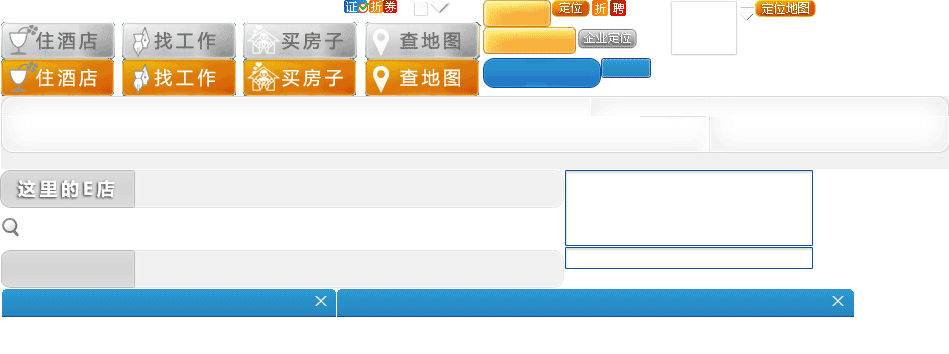 证 折 券 定位 折 聘 定位地图
住酒店 找工作 买房子 查地图 企业定位
住酒店 找工作 买房子 查地图
这里的E店